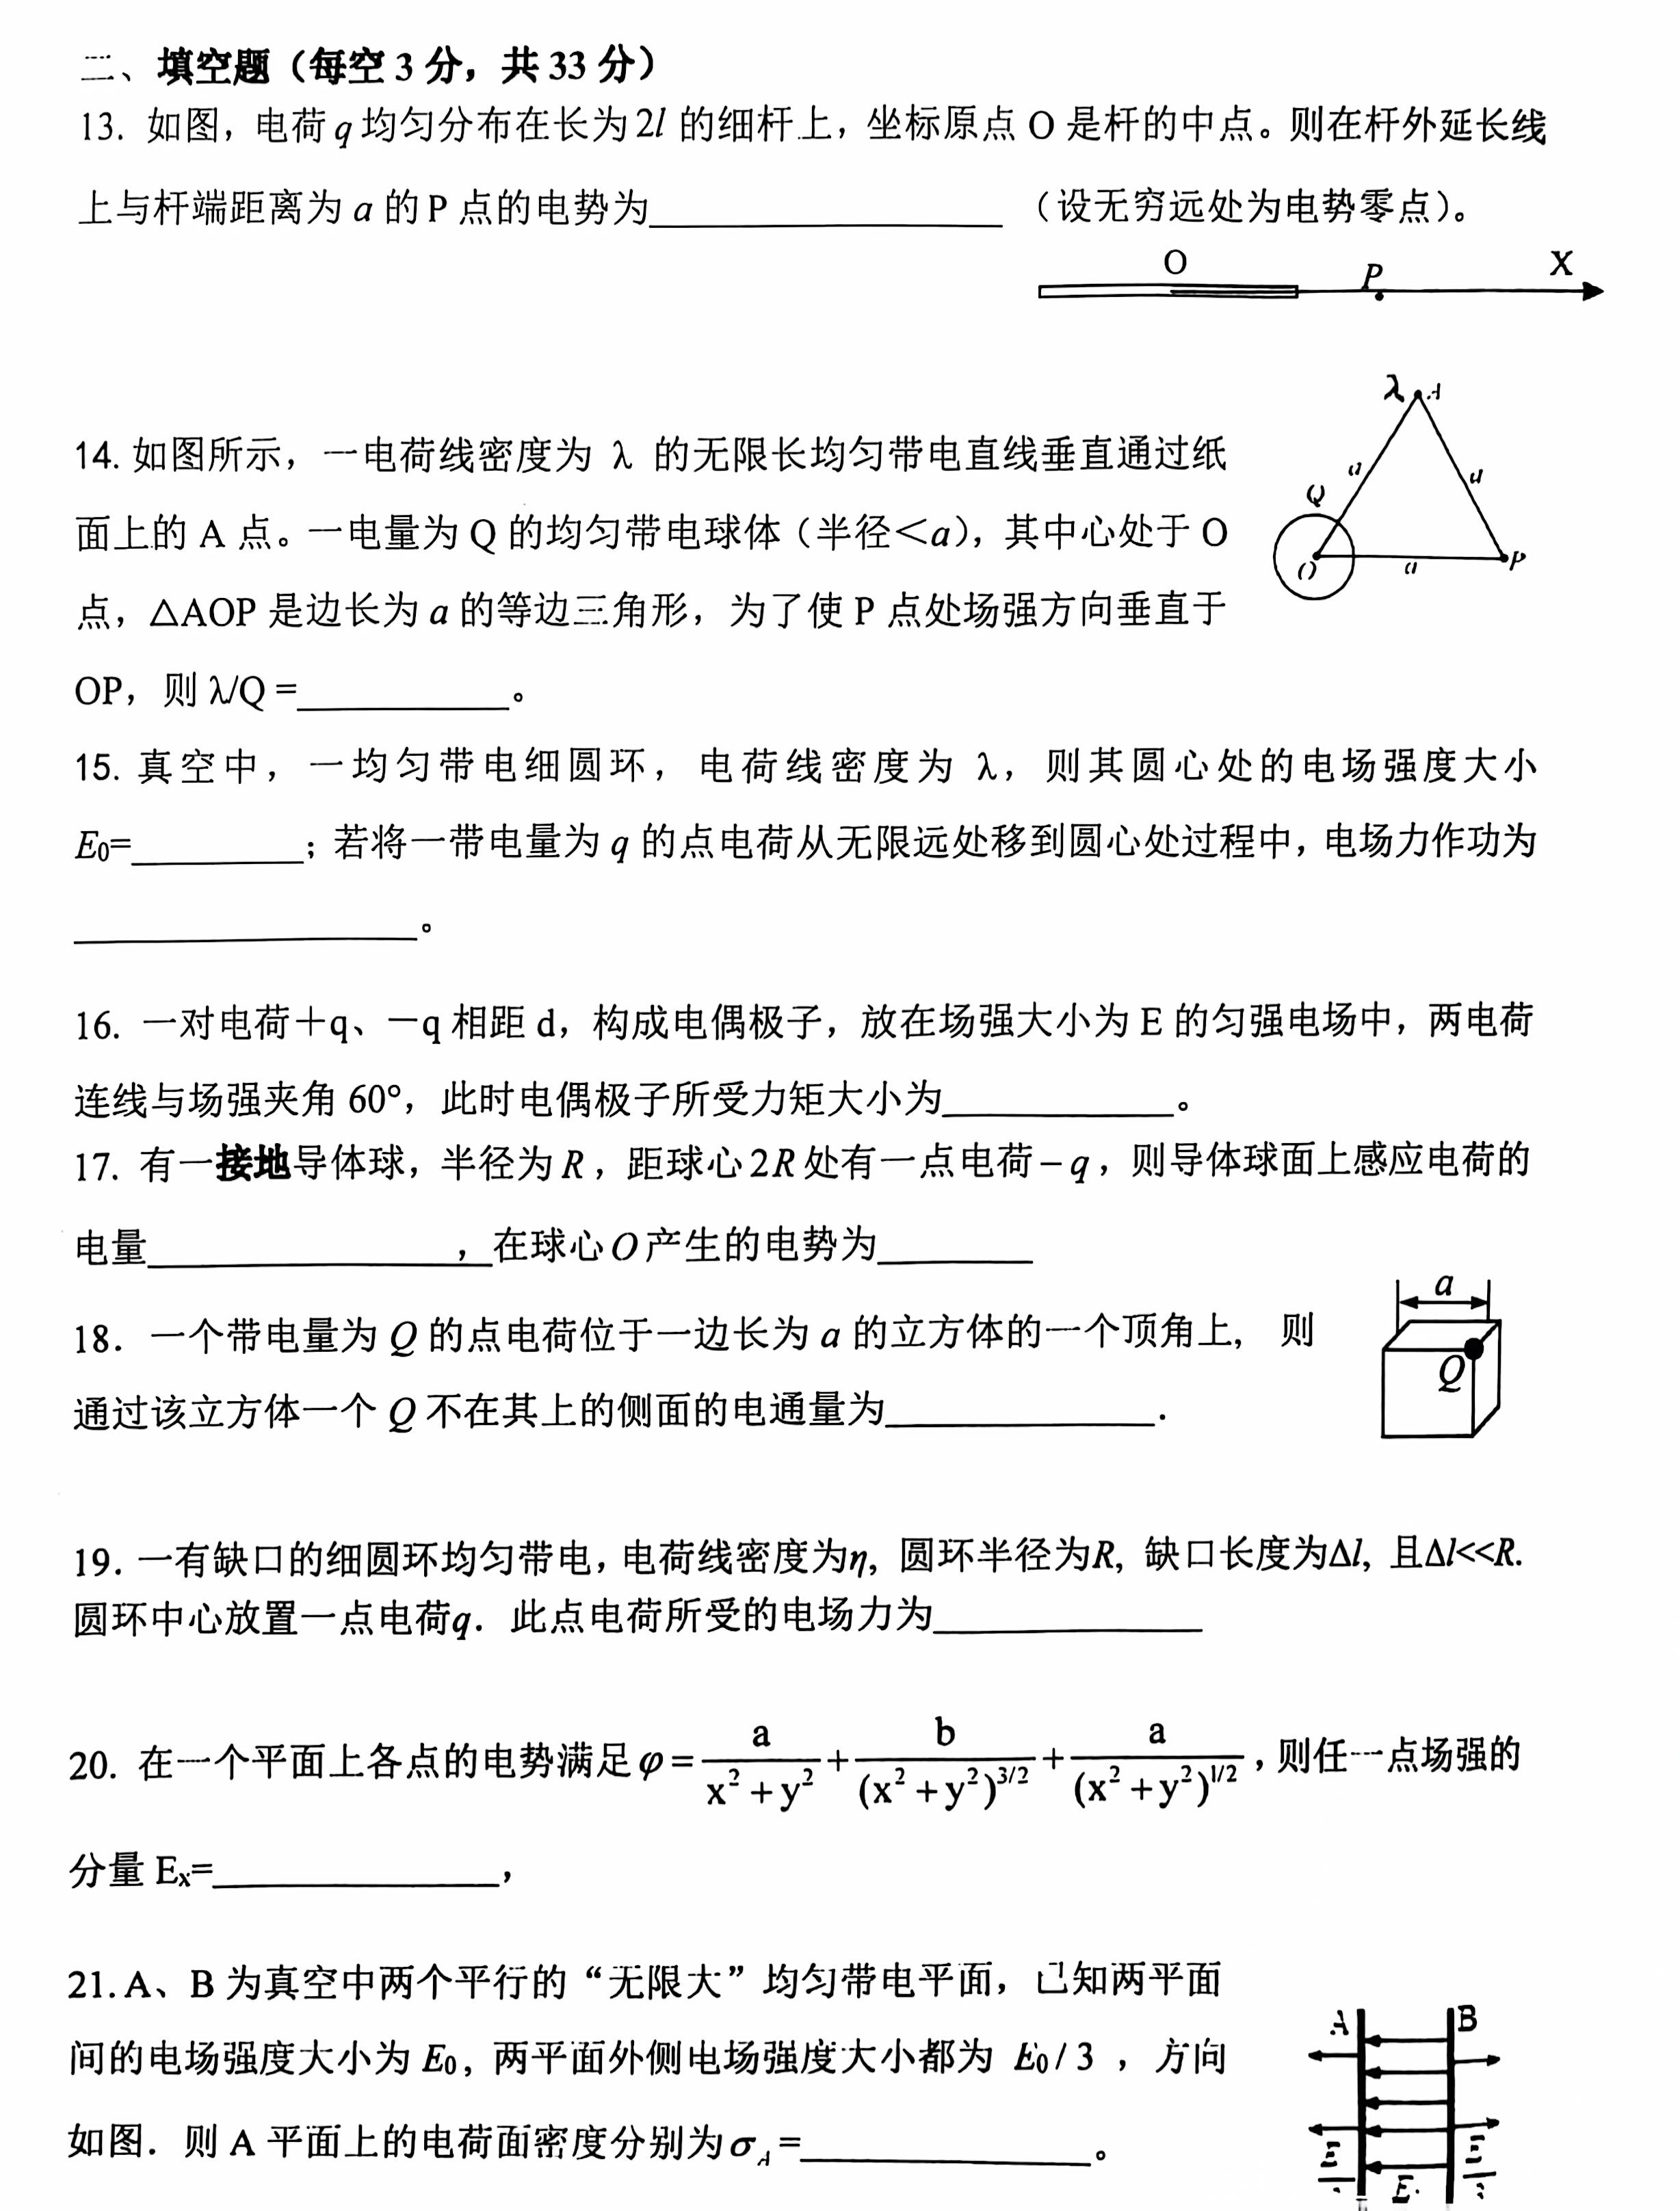 二、填空题（每空3分，共33分）
13. 如图，电荷 q 均匀分布在长为 2l 的细杆上，坐标原点 O 是杆的中点。则在杆外延长线
上与杆端距离为 a 的 P 点的电势为__________ （设无穷远处为电势零点）。
O P X
λ A
14. 如图所示，一电荷线密度为 λ 的无限长均匀带电直线垂直通过纸
a a
Q
面上的 A 点。一电量为 Q 的均匀带电球体（半径＜a），其中心处于 O
O a P
点，△AOP 是边长为 a 的等边三角形，为了使 P 点处场强方向垂直于
OP，则 λ/Q =__________。
15. 真空中，一均匀带电细圆环，电荷线密度为 λ，则其圆心处的电场强度大小
E₀=__________；若将一带电量为 q 的点电荷从无限远处移到圆心处过程中，电场力作功为
__________。
16. 一对电荷＋q、－q 相距 d，构成电偶极子，放在场强大小为 E 的匀强电场中，两电荷
连线与场强夹角 60°，此时电偶极子所受力矩大小为__________。
17. 有一接地导体球，半径为 R，距球心 2R 处有一点电荷 −q，则导体球面上感应电荷的
电量__________，在球心 O 产生的电势为__________
a
18. 一个带电量为 Q 的点电荷位于一边长为 a 的立方体的一个顶角上， 则
Q
通过该立方体一个 Q 不在其上的侧面的电通量为__________.
19. 一有缺口的细圆环均匀带电，电荷线密度为η，圆环半径为R，缺口长度为Δl，且Δl<<R.
圆环中心放置一点电荷q. 此点电荷所受的电场力为__________
20. 在一个平面上各点的电势满足 φ = a/(x²+y²) + b/(x²+y²)^{3/2} + a/(x²+y²)^{1/2}，则任一点场强的
分量 Eₓ=__________，
21. A、B 为真空中两个平行的“无限大”均匀带电平面，已知两平面
A B
间的电场强度大小为 E₀，两平面外侧电场强度大小都为 E₀/3 ，方向
如图．则 A 平面上的电荷面密度分别为 σ_A =__________。
E E E